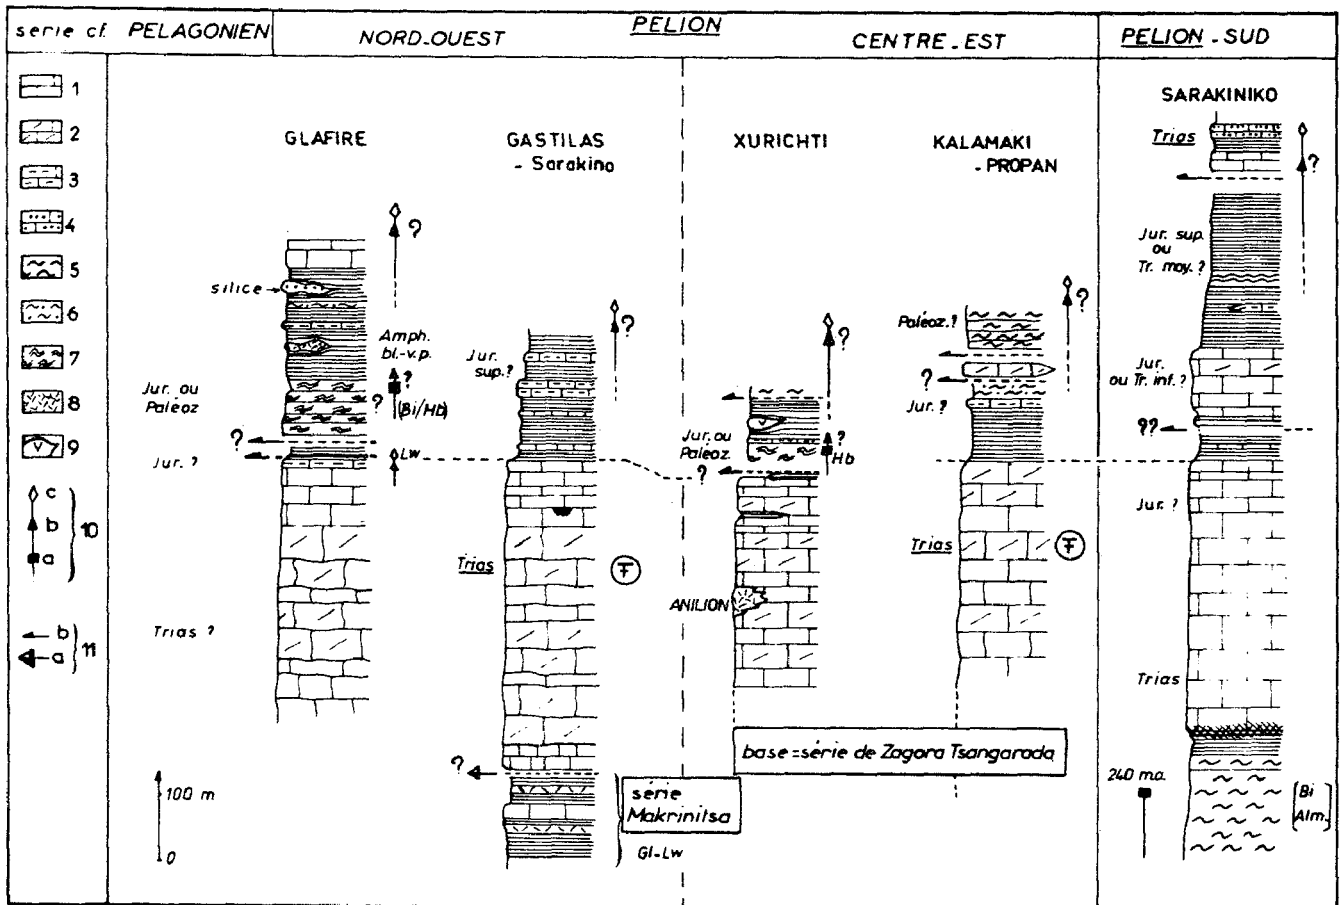 serie cf. PELAGONIEN
NORD-OUEST
PELION
CENTRE-EST
PELION-SUD
1
2
3
4
5
6
7
8
9
c
b
a
10
b
a
11
GLAFIRE
silice
?
Amph.
bl.-v.p.
?
(Bi/Hb)
Jur. ou
Paléoz
?
?
Jur. ?
Lw
Trias ?
100 m
0
GASTILAS
- Sarakino
?
Jur.
sup.?
Trias
Ŧ
?
série
Makrinitsa
Gl-Lw
XURICHTI
?
Jur. ou
Paléoz.
?
Hb
?
ANILION
base=série de Zagora Tsangarada
KALAMAKI
- PROPAN
?
Paléoz.?
?
Jur. ?
Trias
Ŧ
SARAKINIKO
Trias
?
Jur. sup.
ou
Tr. moy. ?
Jur.
ou Tr. inf. ?
??
Jur. ?
Trias
240 m.a.
Bi
Alm.